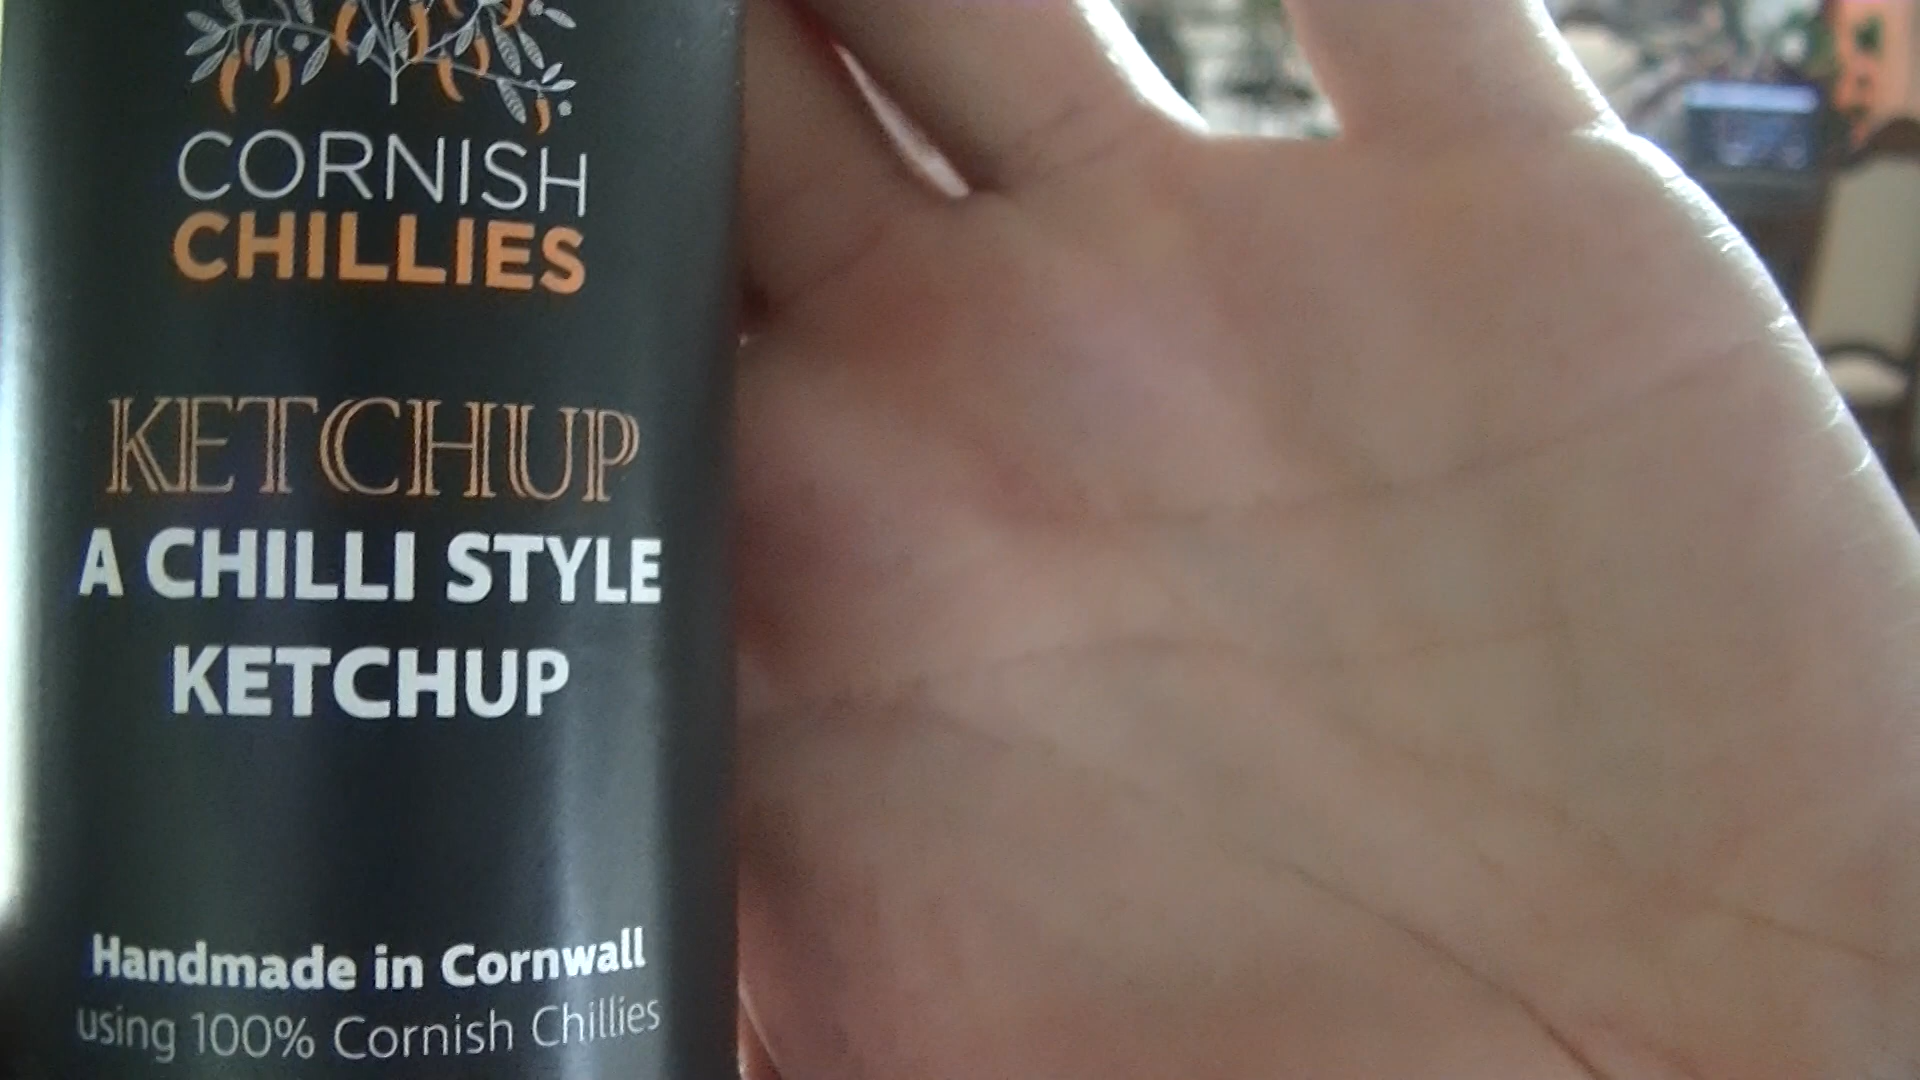 CORNISH
CHILLIES
KETCHUP
A CHILLI STYLE
KETCHUP
Handmade in Cornwall
using 100% Cornish Chillies